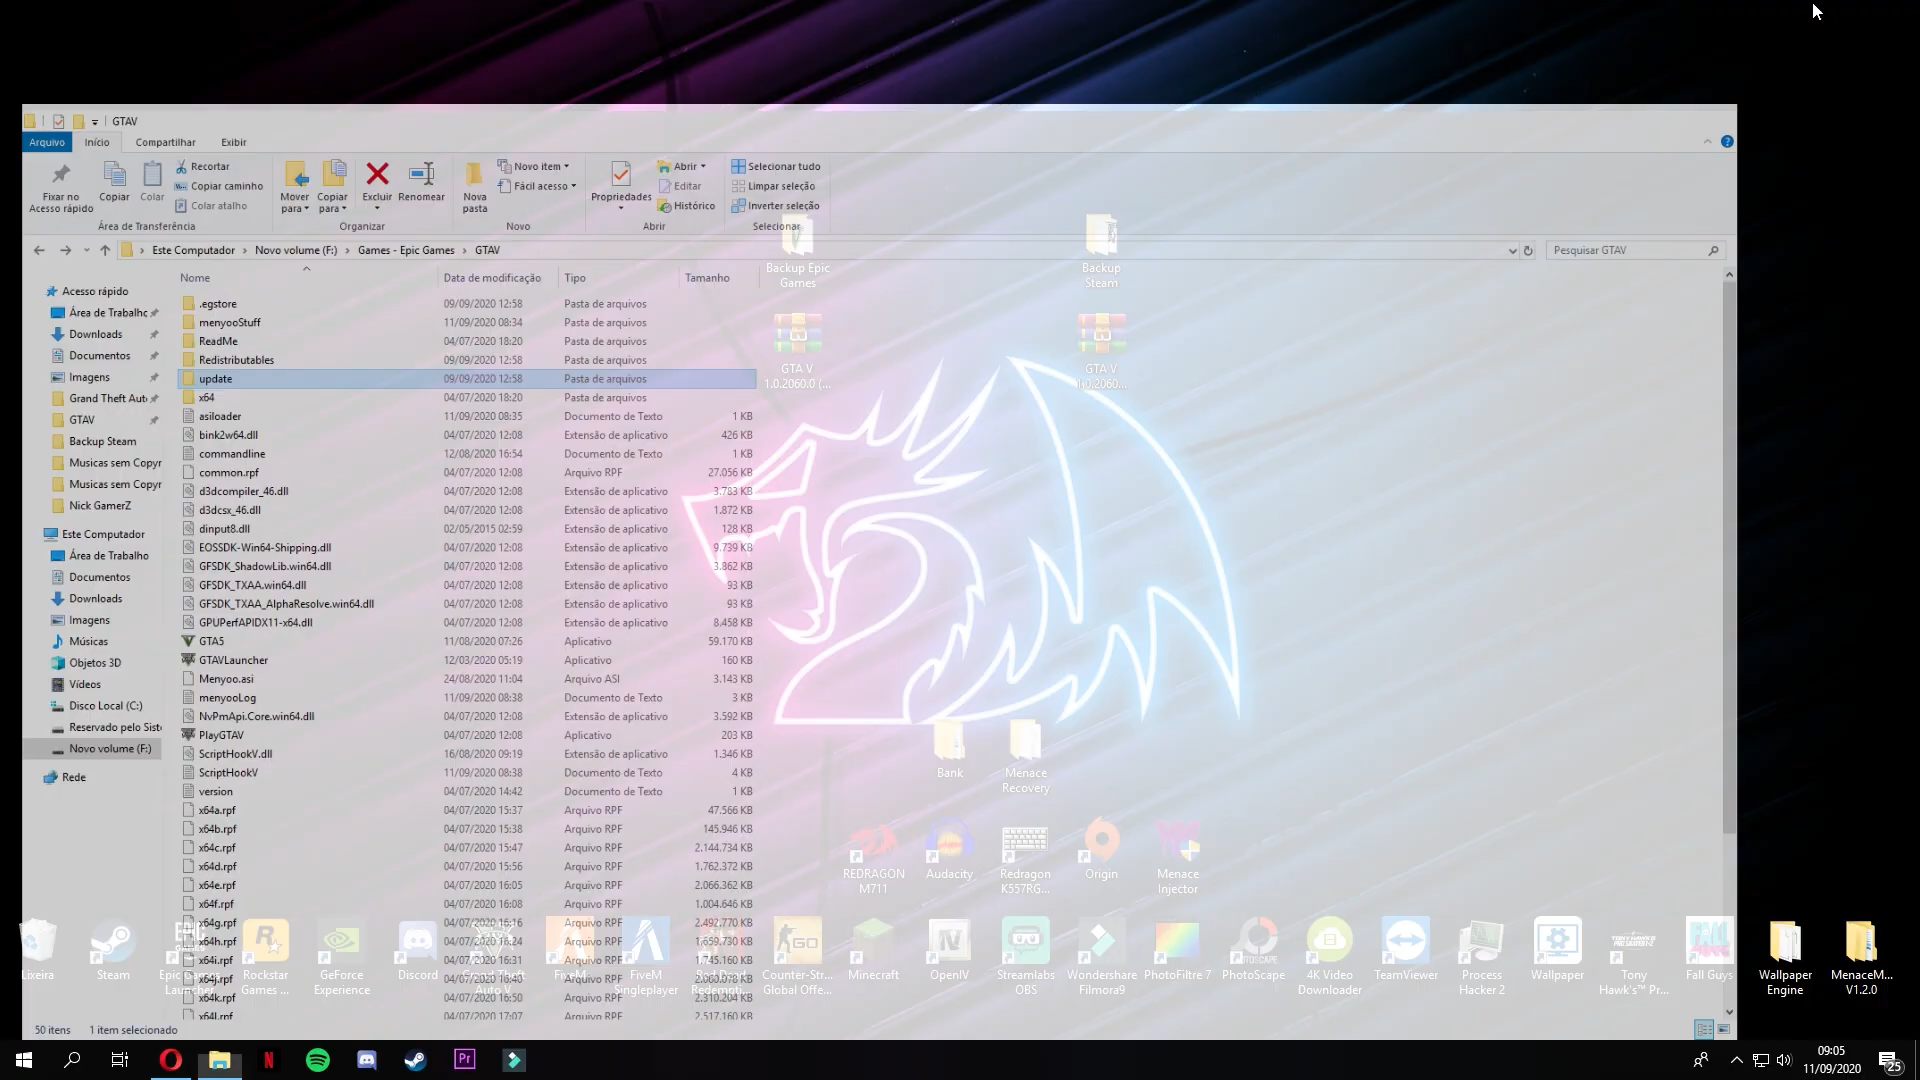 GTAV
Arquivo Início Compartilhar Exibir
Fixar no
Acesso rápido
Copiar
Colar
Recortar
Copiar caminho
Colar atalho
Área de Transferência
Mover
para
Copiar
para
Excluir
Renomear
Organizar
Nova
pasta
Novo item
Fácil acesso
Novo
Propriedades
Abrir
Editar
Histórico
Abrir
Selecionar tudo
Limpar seleção
Inverter seleção
Selecionar
Este Computador > Novo volume (F:) > Games - Epic Games > GTAV
Pesquisar GTAV
Acesso rápido
Área de Trabalho
Downloads
Documentos
Imagens
Grand Theft Aut
GTAV
Backup Steam
Musicas sem Copyr
Musicas sem Copyr
Nick GamerZ
Este Computador
Área de Trabalho
Documentos
Downloads
Imagens
Músicas
Objetos 3D
Vídeos
Disco Local (C:)
Reservado pelo Siste
Novo volume (F:)
Rede
Nome Data de modificação Tipo Tamanho
.egstore 09/09/2020 12:58 Pasta de arquivos
menyooStuff 11/09/2020 08:34 Pasta de arquivos
ReadMe 04/07/2020 18:20 Pasta de arquivos
Redistributables 09/09/2020 12:58 Pasta de arquivos
update 09/09/2020 12:58 Pasta de arquivos
x64 04/07/2020 18:20 Pasta de arquivos
asiloader 11/09/2020 08:35 Documento de Texto 1 KB
bink2w64.dll 04/07/2020 12:08 Extensão de aplicativo 426 KB
commandline 12/08/2020 16:54 Documento de Texto 1 KB
common.rpf 04/07/2020 12:08 Arquivo RPF 27.056 KB
d3dcompiler_46.dll 04/07/2020 12:08 Extensão de aplicativo 3.783 KB
d3dcsx_46.dll 04/07/2020 12:08 Extensão de aplicativo 1.872 KB
dinput8.dll 02/05/2015 02:59 Extensão de aplicativo 128 KB
EOSSDK-Win64-Shipping.dll 04/07/2020 12:08 Extensão de aplicativo 9.739 KB
GFSDK_ShadowLib.win64.dll 04/07/2020 12:08 Extensão de aplicativo 3.862 KB
GFSDK_TXAA.win64.dll 04/07/2020 12:08 Extensão de aplicativo 93 KB
GFSDK_TXAA_AlphaResolve.win64.dll 04/07/2020 12:08 Extensão de aplicativo 93 KB
GPUPerfAPIDX11-x64.dll 04/07/2020 12:08 Extensão de aplicativo 8.458 KB
GTA5 11/08/2020 07:26 Aplicativo 59.170 KB
GTAVLauncher 12/03/2020 05:19 Aplicativo 160 KB
Menyoo.asi 24/08/2020 11:04 Arquivo ASI 3.143 KB
menyooLog 11/09/2020 08:38 Documento de Texto 3 KB
NvPmApi.Core.win64.dll 04/07/2020 12:08 Extensão de aplicativo 3.592 KB
PlayGTAV 04/07/2020 12:08 Aplicativo 203 KB
ScriptHookV.dll 16/08/2020 09:19 Extensão de aplicativo 1.346 KB
ScriptHookV 11/09/2020 08:38 Documento de Texto 4 KB
version 04/07/2020 14:42 Documento de Texto 1 KB
x64a.rpf 04/07/2020 15:37 Arquivo RPF 47.566 KB
x64b.rpf 04/07/2020 15:38 Arquivo RPF 145.946 KB
x64c.rpf 04/07/2020 15:47 Arquivo RPF 2.144.734 KB
x64d.rpf 04/07/2020 15:56 Arquivo RPF 1.762.372 KB
x64e.rpf 04/07/2020 16:05 Arquivo RPF 2.066.362 KB
x64f.rpf 04/07/2020 16:08 Arquivo RPF 1.004.646 KB
x64g.rpf 04/07/2020 16:16 Arquivo RPF 2.492.770 KB
x64h.rpf 04/07/2020 16:24 Arquivo RPF 1.659.730 KB
x64i.rpf 04/07/2020 16:31 Arquivo RPF 1.745.160 KB
x64j.rpf 04/07/2020 16:40 Arquivo RPF
x64k.rpf 04/07/2020 16:50 Arquivo RPF 2.310.204 KB
x64l.rpf 04/07/2020 17:07 Arquivo RPF 2.517.160 KB
50 itens 1 item selecionado
Backup Epic
Games
Backup
Steam
GTA V
1.0.2060.0 (...
GTA V
1.0.2060...
Bank
Menace
Recovery
REDRAGON
M711
Audacity
Redragon
K557RG...
Origin
Menace
Injector
Lixeira
Steam
Epic Games
Launcher
Rockstar
Games ...
GeForce
Experience
Discord
Grand Theft
Auto V
FiveM
FiveM
Singleplayer
Red Dead
Redempti...
Counter-Str...
Global Offe...
Minecraft
OpenIV
Streamlabs
OBS
Wondershare
Filmora9
PhotoFiltre 7
PhotoScape
4K Video
Downloader
TeamViewer
Process
Hacker 2
Wallpaper
Tony
Hawk's™ Pr...
Fall Guys
Wallpaper
Engine
MenaceM...
V1.2.0
09:05
11/09/2020
25